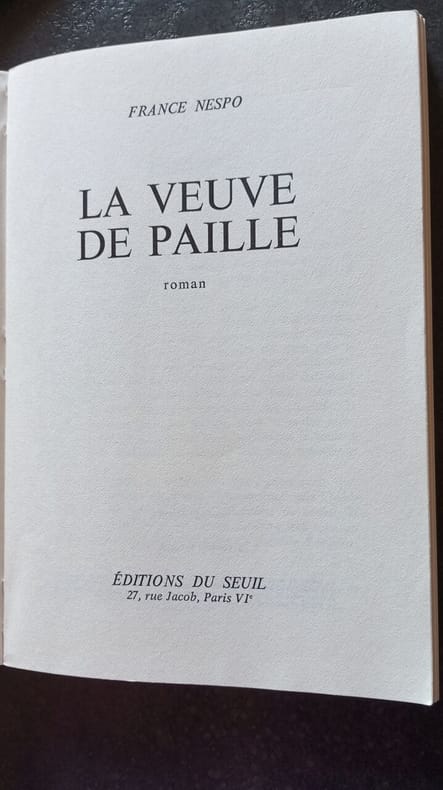 FRANCE NESPO
LA VEUVE
DE PAILLE
roman
ÉDITIONS DU SEUIL
27, rue Jacob, Paris VIe